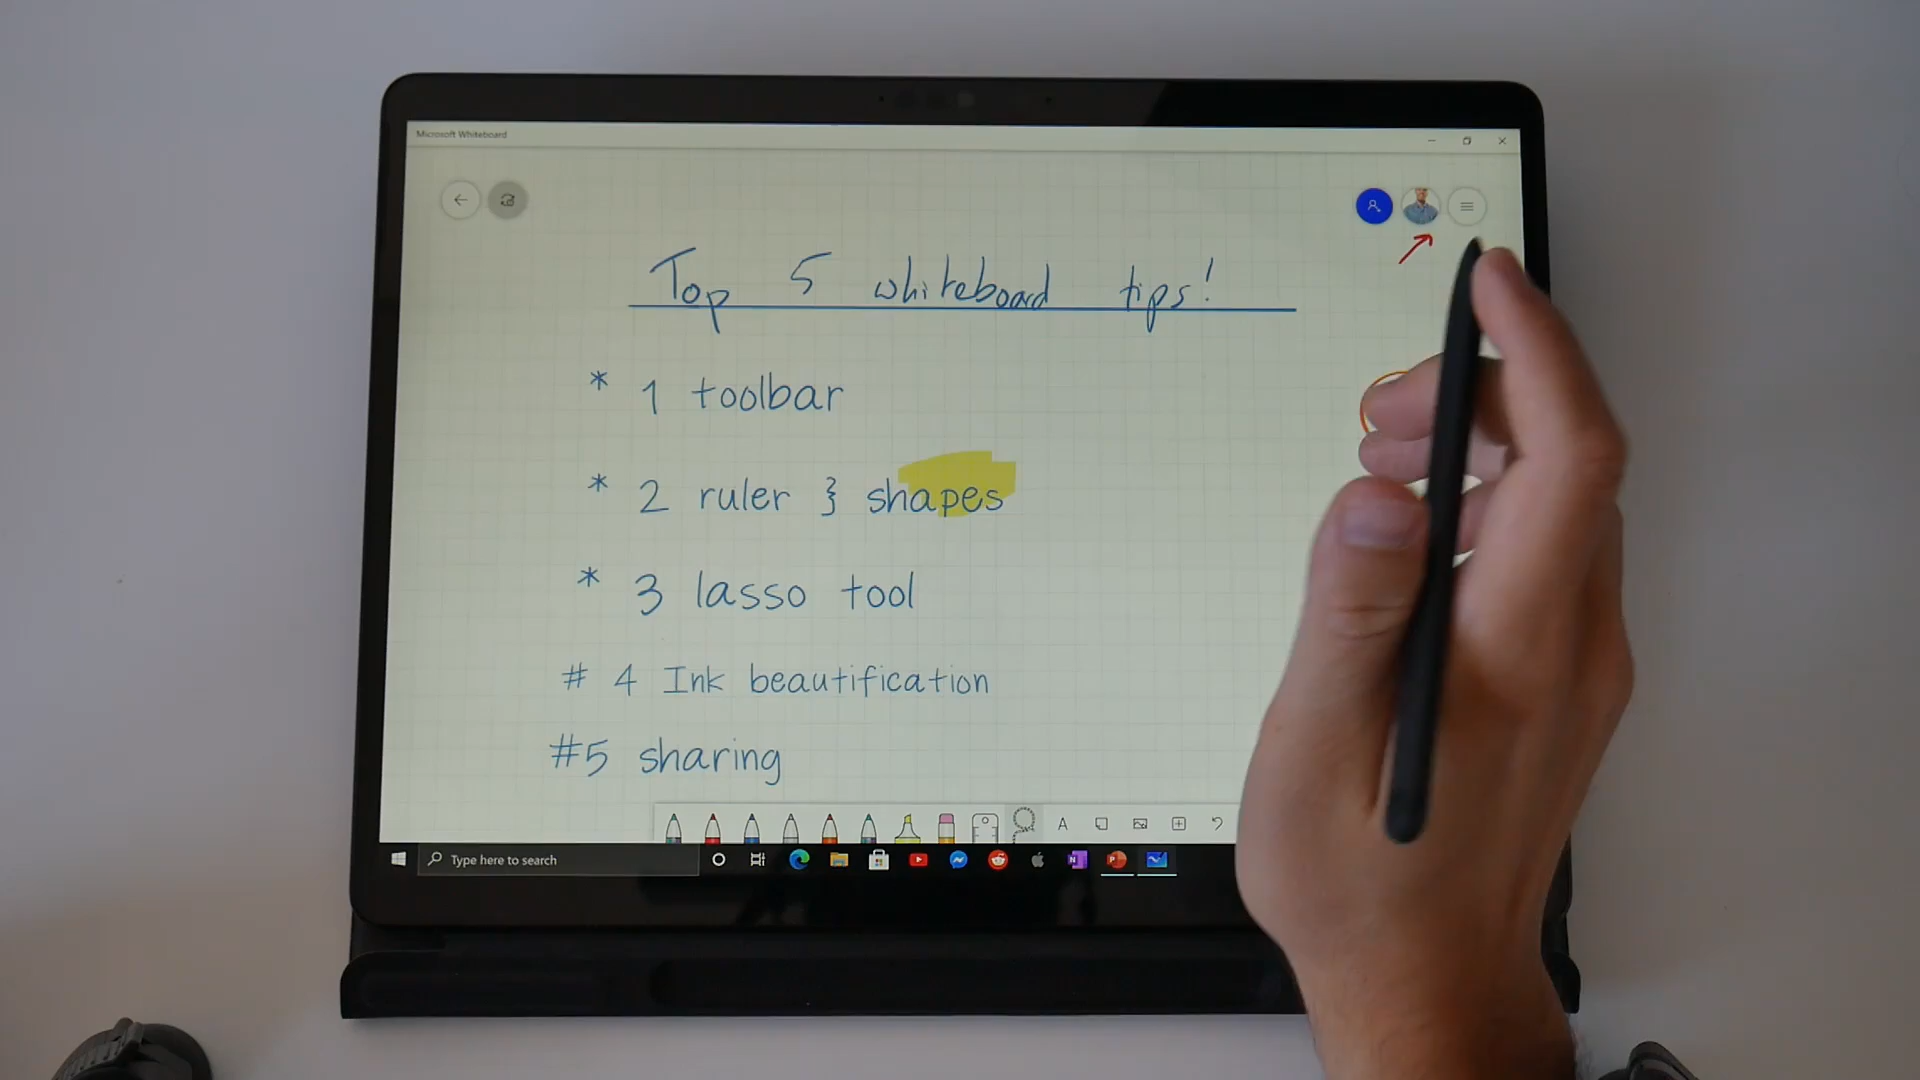 Microsoft Whiteboard
Top 5 whiteboard tips!
* 1 toolbar
* 2 ruler } shapes
* 3 lasso tool
# 4 Ink beautification
#5 sharing
A
Type here to search